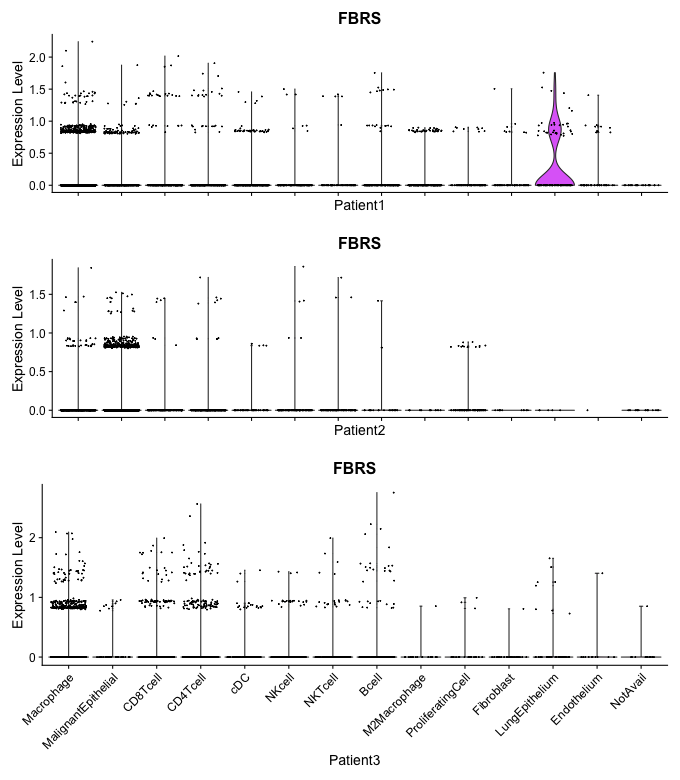 FBRS
Expression Level
2.0
1.5
1.0
0.5
0.0
Patient1
FBRS
Expression Level
1.5
1.0
0.5
0.0
Patient2
FBRS
Expression Level
2
1
0
Macrophage
MalignantEpithelial
CD8Tcell
CD4Tcell
cDC
NKcell
NKTcell
Bcell
M2Macrophage
ProliferatingCell
Fibroblast
LungEpithelium
Endothelium
NotAvail
Patient3